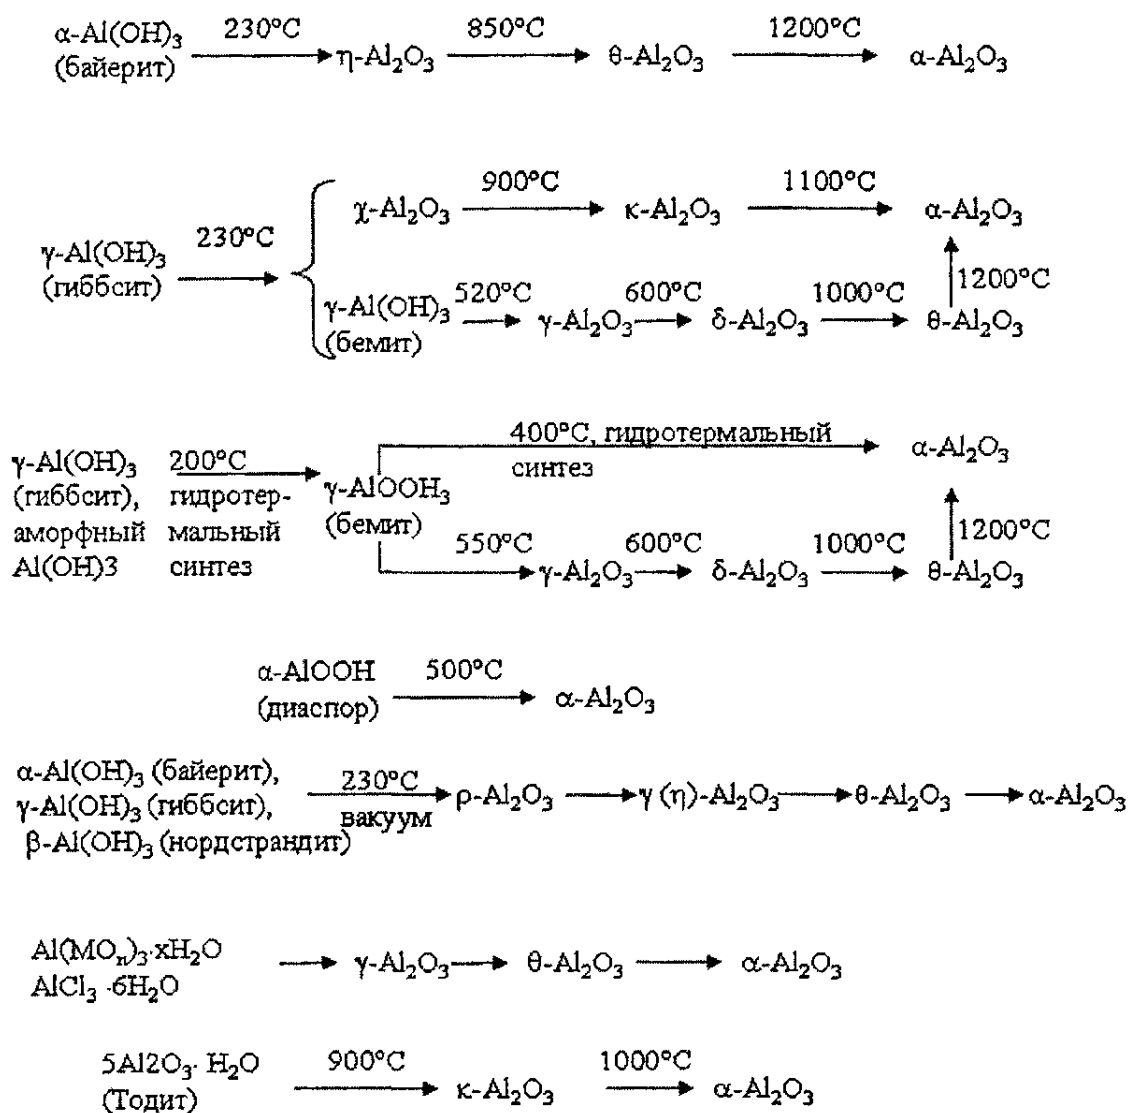 α-Al(OH)₃ 230°C 850°C 1200°C
(байерит) η-Al₂O₃ θ-Al₂O₃ α-Al₂O₃
900°C 1100°C
χ-Al₂O₃ κ-Al₂O₃ α-Al₂O₃
γ-Al(OH)₃ 230°C
(гиббсит)
γ-Al(OH)₃ 520°C 600°C 1000°C 1200°C
(бемит) γ-Al₂O₃ δ-Al₂O₃ θ-Al₂O₃
400°C, гидротермальный α-Al₂O₃
синтез
γ-Al(OH)₃ 200°C γ-AlOOH₃
(гиббсит), гидротер- (бемит)
аморфный мальный 550°C 600°C 1000°C 1200°C
Al(OH)3 синтез γ-Al₂O₃ δ-Al₂O₃ θ-Al₂O₃
α-AlOOH 500°C
(диаспор) α-Al₂O₃
α-Al(OH)₃ (байерит), 230°C
γ-Al(OH)₃ (гиббсит), вакуум ρ-Al₂O₃ γ (η)-Al₂O₃ θ-Al₂O₃ α-Al₂O₃
β-Al(OH)₃ (нордстрандит)
Al(MOₙ)₃·xH₂O
AlCl₃ ·6H₂O γ-Al₂O₃ θ-Al₂O₃ α-Al₂O₃
5Al2O₃· H₂O 900°C 1000°C
(Тодит) κ-Al₂O₃ α-Al₂O₃